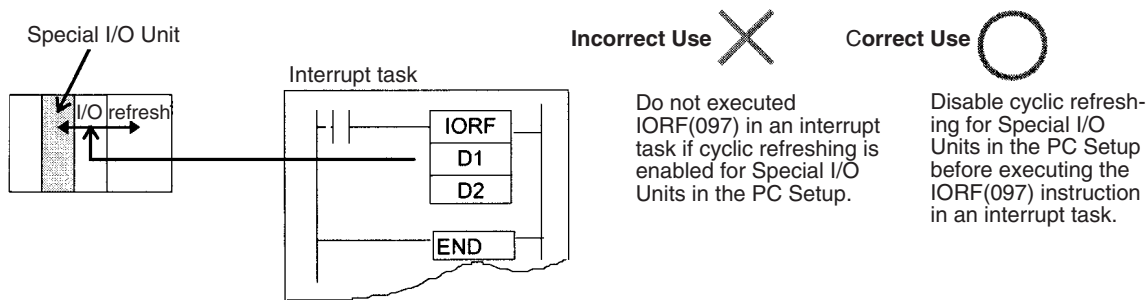 Special I/O Unit
I/O refresh
Interrupt task
IORF
D1
D2
END
Incorrect Use
Do not executed
IORF(097) in an interrupt
task if cyclic refreshing is
enabled for Special I/O
Units in the PC Setup.
Correct Use
Disable cyclic refresh-
ing for Special I/O
Units in the PC Setup
before executing the
IORF(097) instruction
in an interrupt task.